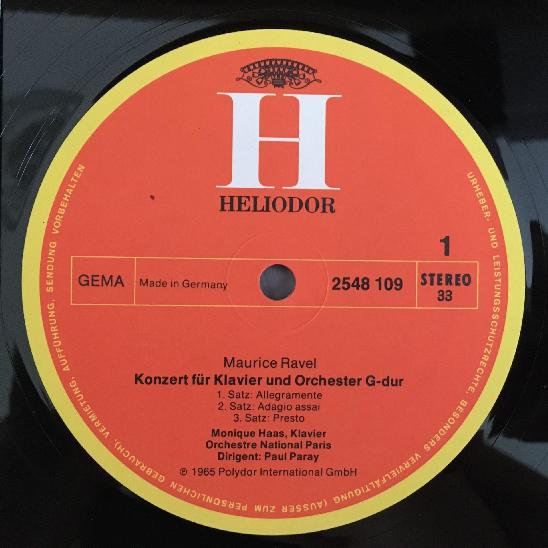 H
HELIODOR
1
GEMA
Made in Germany
2548 109
STEREO
33
Maurice Ravel
Konzert für Klavier und Orchester G-dur
1. Satz: Allegramente
2. Satz: Adagio assai
3. Satz: Presto
Monique Haas, Klavier
Orchestre National Paris
Dirigent: Paul Paray
℗ 1965 Polydor International GmbH
URHEBER- UND LEISTUNGSSCHUTZRECHTE, BESONDERS VERVIELFÄLTIGUNG (AUSSER ZUM PERSÖNLICHEN GEBRAUCH), VERMIETUNG, AUFFÜHRUNG, SENDUNG VORBEHALTEN